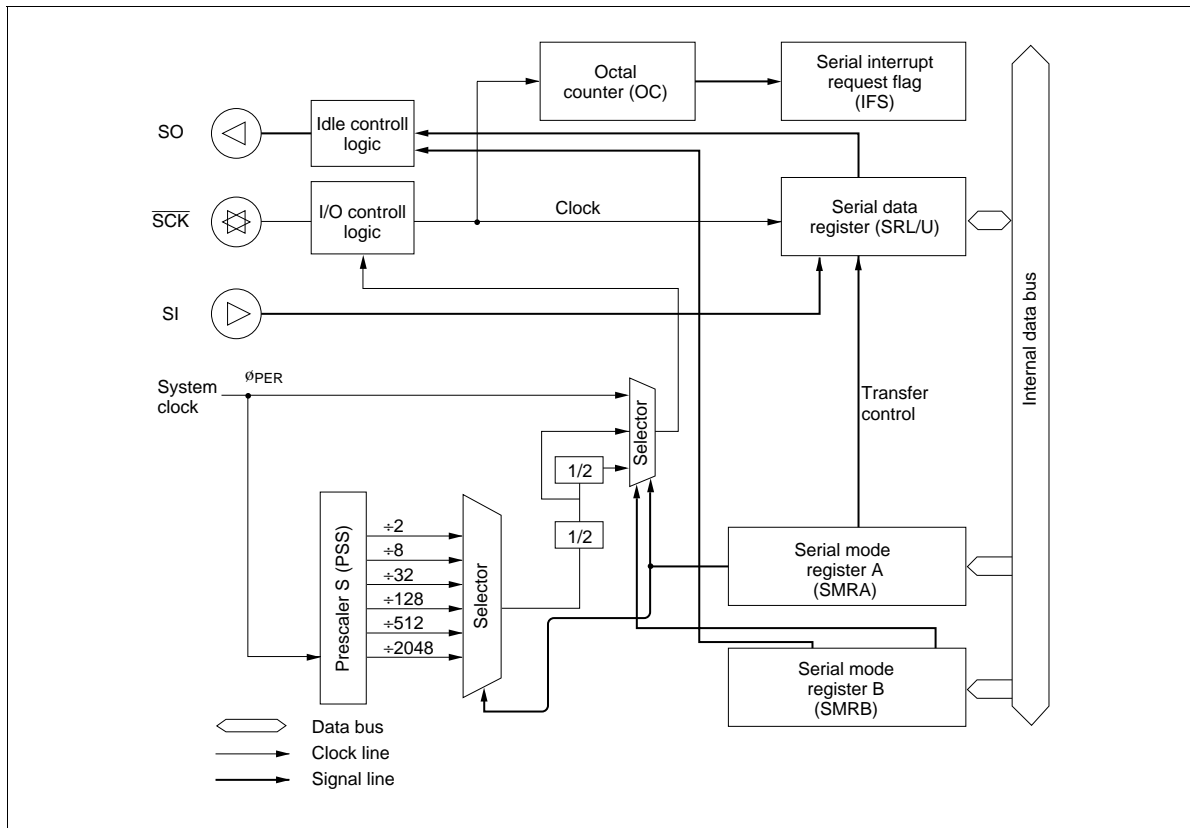 Octal
counter (OC)
Serial interrupt
request flag
(IFS)
SO
Idle controll
logic
SCK
I/O controll
logic
Clock
Serial data
register (SRL/U)
SI
Internal data bus
System
clock
øPER
Selector
Transfer
control
1/2
1/2
Prescaler S (PSS)
÷2
÷8
÷32
÷128
÷512
÷2048
Selector
Serial mode
register A
(SMRA)
Serial mode
register B
(SMRB)
Data bus
Clock line
Signal line